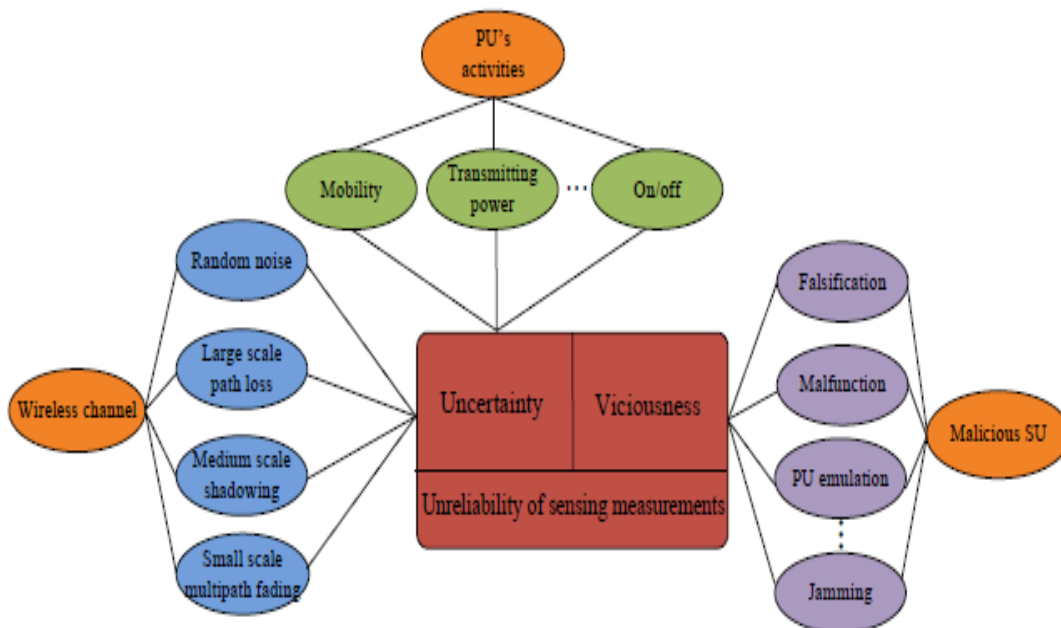 PU's
activities
Mobility
Transmitting
power
...
On/off
Random noise
Large scale
path loss
Wireless channel
Medium scale
shadowing
Small scale
multipath fading
Uncertainty
Viciousness
Unreliability of sensing measurements
Falsification
Malfunction
Malicious SU
PU emulation
Jamming